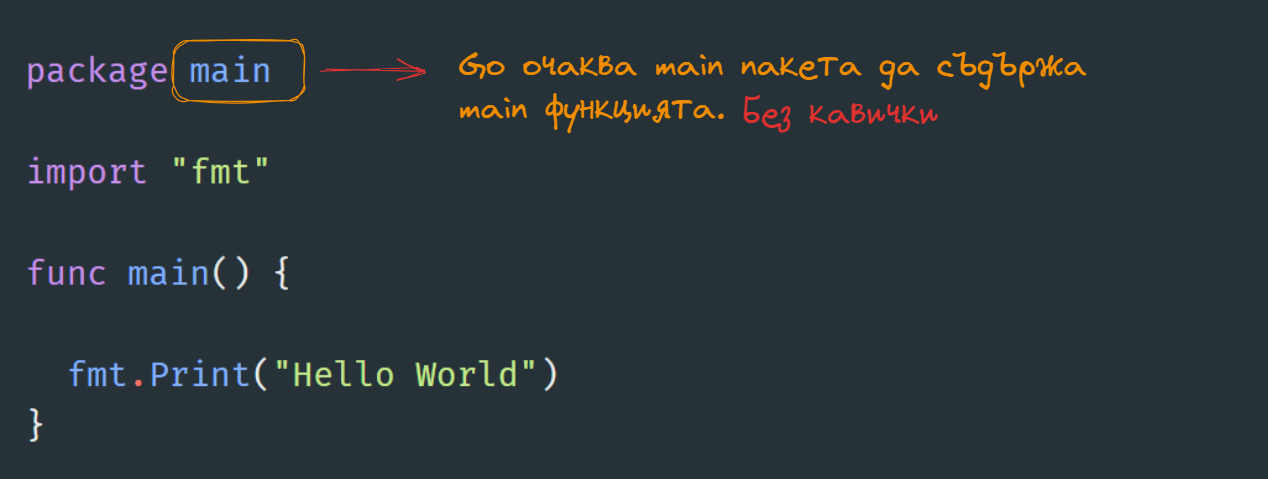 package main
Go очаква main пакета да съдържа
main функцията. Без кавички
import "fmt"
func main() {
fmt.Print("Hello World")
}